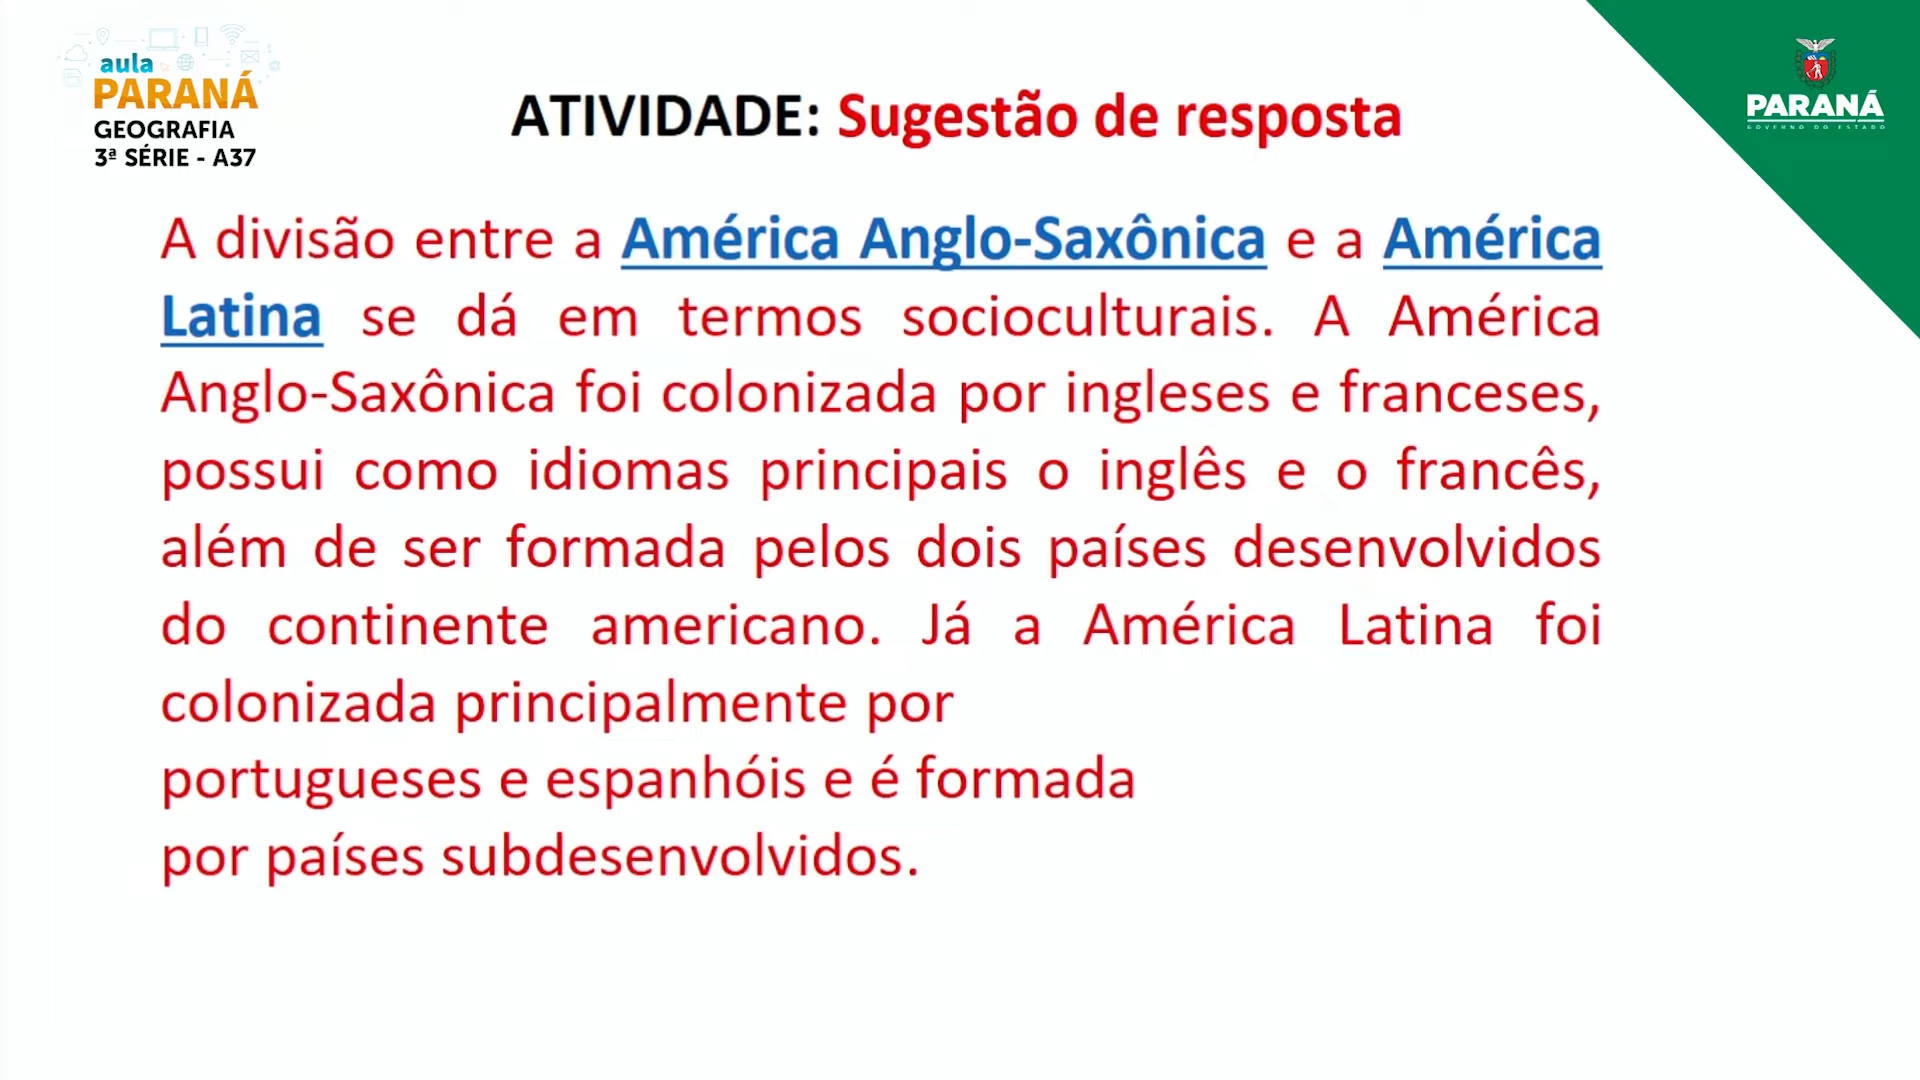 aula
PARANÁ
GEOGRAFIA
3ª SÉRIE - A37
PARANÁ
GOVERNO DO ESTADO
ATIVIDADE: Sugestão de resposta
A divisão entre a América Anglo-Saxônica e a América
Latina se dá em termos socioculturais. A América
Anglo-Saxônica foi colonizada por ingleses e franceses,
possui como idiomas principais o inglês e o francês,
além de ser formada pelos dois países desenvolvidos
do continente americano. Já a América Latina foi
colonizada principalmente por
portugueses e espanhóis e é formada
por países subdesenvolvidos.